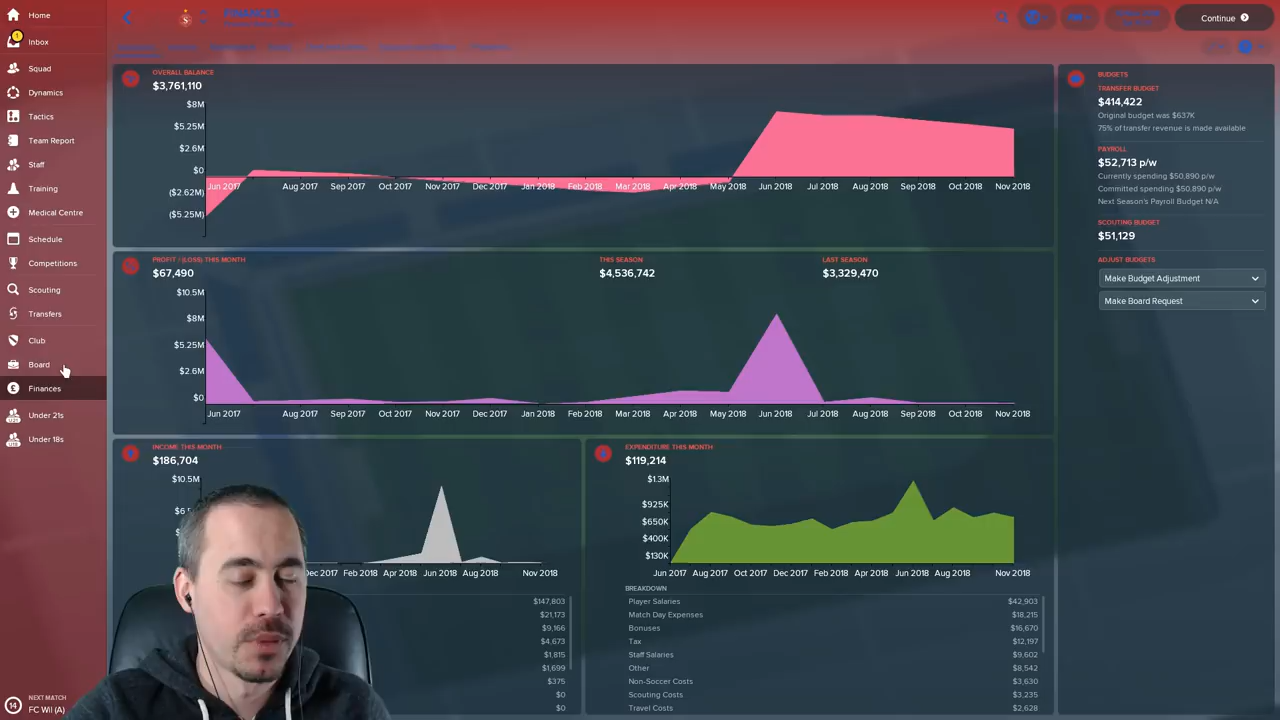 Home
Inbox
Squad
Dynamics
Tactics
Team Report
Staff
Training
Medical Centre
Schedule
Competitions
Scouting
Transfers
Club
Board
Finances
Under 21s
Under 18s
14
NEXT MATCH
FC Wil (A)
FINANCES
Continue
OVERALL BALANCE
$3,761,110
$8M
$5.25M
$2.6M
$0
($2.62M)
($5.25M)
Jun 2017 Aug 2017 Sep 2017 Oct 2017 Nov 2017 Dec 2017 Jan 2018 Feb 2018 Mar 2018 Apr 2018 May 2018 Jun 2018 Jul 2018 Aug 2018 Sep 2018 Oct 2018 Nov 2018
PROFIT / (LOSS) THIS MONTH
$67,490
THIS SEASON
$4,536,742
LAST SEASON
$3,329,470
$10.5M
$8M
$5.25M
$2.6M
$0
Jun 2017 Aug 2017 Sep 2017 Oct 2017 Nov 2017 Dec 2017 Jan 2018 Feb 2018 Mar 2018 Apr 2018 May 2018 Jun 2018 Jul 2018 Aug 2018 Sep 2018 Oct 2018 Nov 2018
INCOME THIS MONTH
$186,704
$10.5M
Dec 2017 Feb 2018 Apr 2018 Jun 2018 Aug 2018 Nov 2018
$147,803
$21,173
$9,166
$4,673
$1,815
$1,699
$375
$0
$0
EXPENDITURE THIS MONTH
$119,214
$1.3M
$925K
$650K
$400K
$130K
Jun 2017 Aug 2017 Oct 2017 Dec 2017 Feb 2018 Apr 2018 Jun 2018 Aug 2018 Nov 2018
BREAKDOWN
Player Salaries $42,903
Match Day Expenses $18,215
Bonuses $16,670
Tax $12,197
Staff Salaries $9,602
Other $8,542
Non-Soccer Costs $3,630
Scouting Costs $3,235
Travel Costs $2,628
BUDGETS
TRANSFER BUDGET
$414,422
Original budget was $637K
75% of transfer revenue is made available
PAYROLL
$52,713 p/w
Currently spending $50,890 p/w
Committed spending $50,890 p/w
Next Season's Payroll Budget N/A
SCOUTING BUDGET
$51,129
ADJUST BUDGETS
Make Budget Adjustment
Make Board Request